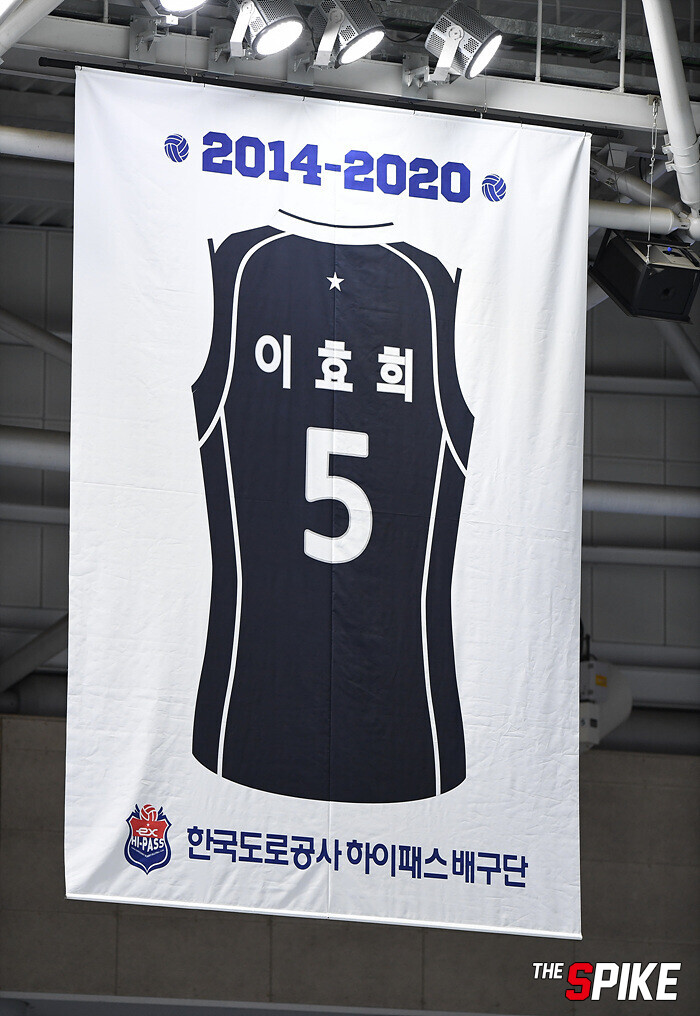 2014-2020
이효희
5
ex
HI-PASS
한국도로공사 하이패스 배구단
THE SPIKE